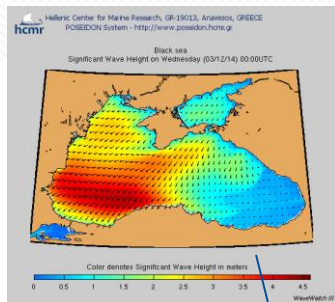 hcmr
Hellenic Center for Marine Research, GR-19013, Anavissos, GREECE
POSEIDON System - http://www.poseidon.hcmr.gr
Black sea
Significant Wave Height on Wednesday (03/12/14) 00:00UTC
Color denotes Significant Wave Height in meters
0 0.5 1 1.5 2 2.5 3 3.5 4 4.5
WaveWatch III